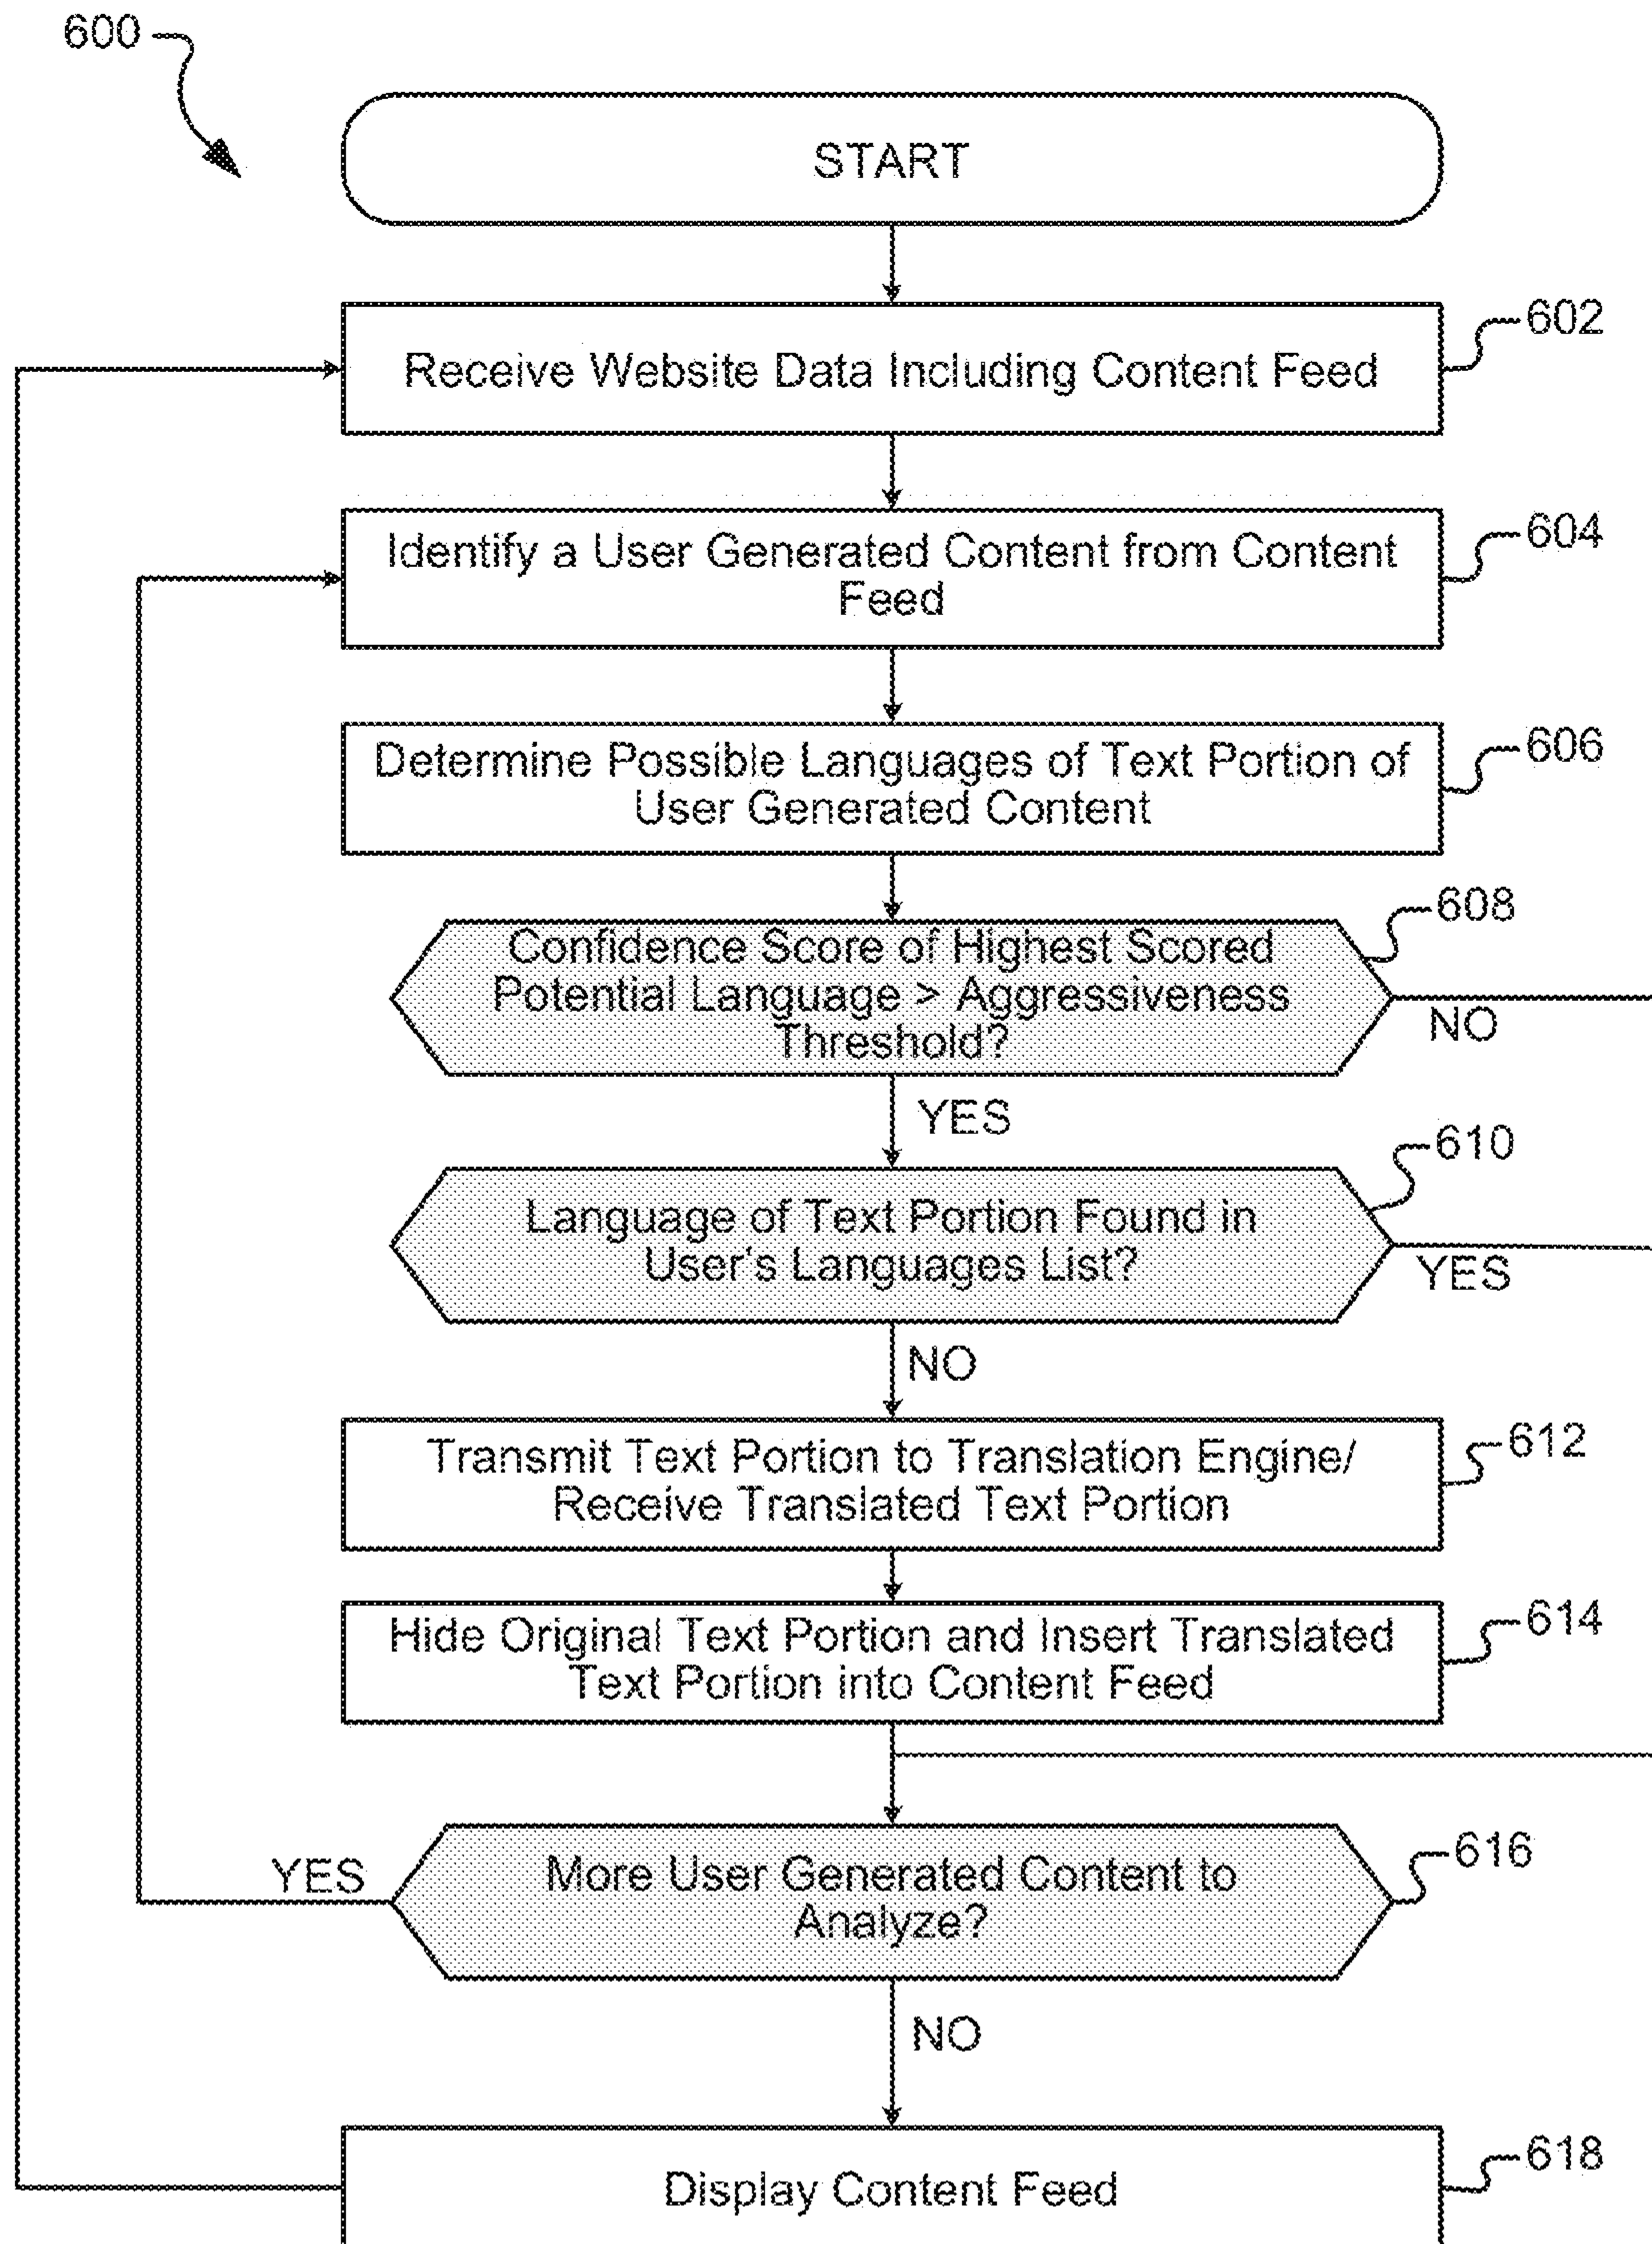 600
START
602
Receive Website Data Including Content Feed
604
Identify a User Generated Content from Content
Feed
606
Determine Possible Languages of Text Portion of
User Generated Content
608
Confidence Score of Highest Scored
Potential Language > Aggressiveness
Threshold?
NO
YES
610
Language of Text Portion Found in
User's Languages List?
YES
NO
612
Transmit Text Portion to Translation Engine/
Receive Translated Text Portion
614
Hide Original Text Portion and Insert Translated
Text Portion into Content Feed
616
YES
More User Generated Content to
Analyze?
NO
618
Display Content Feed